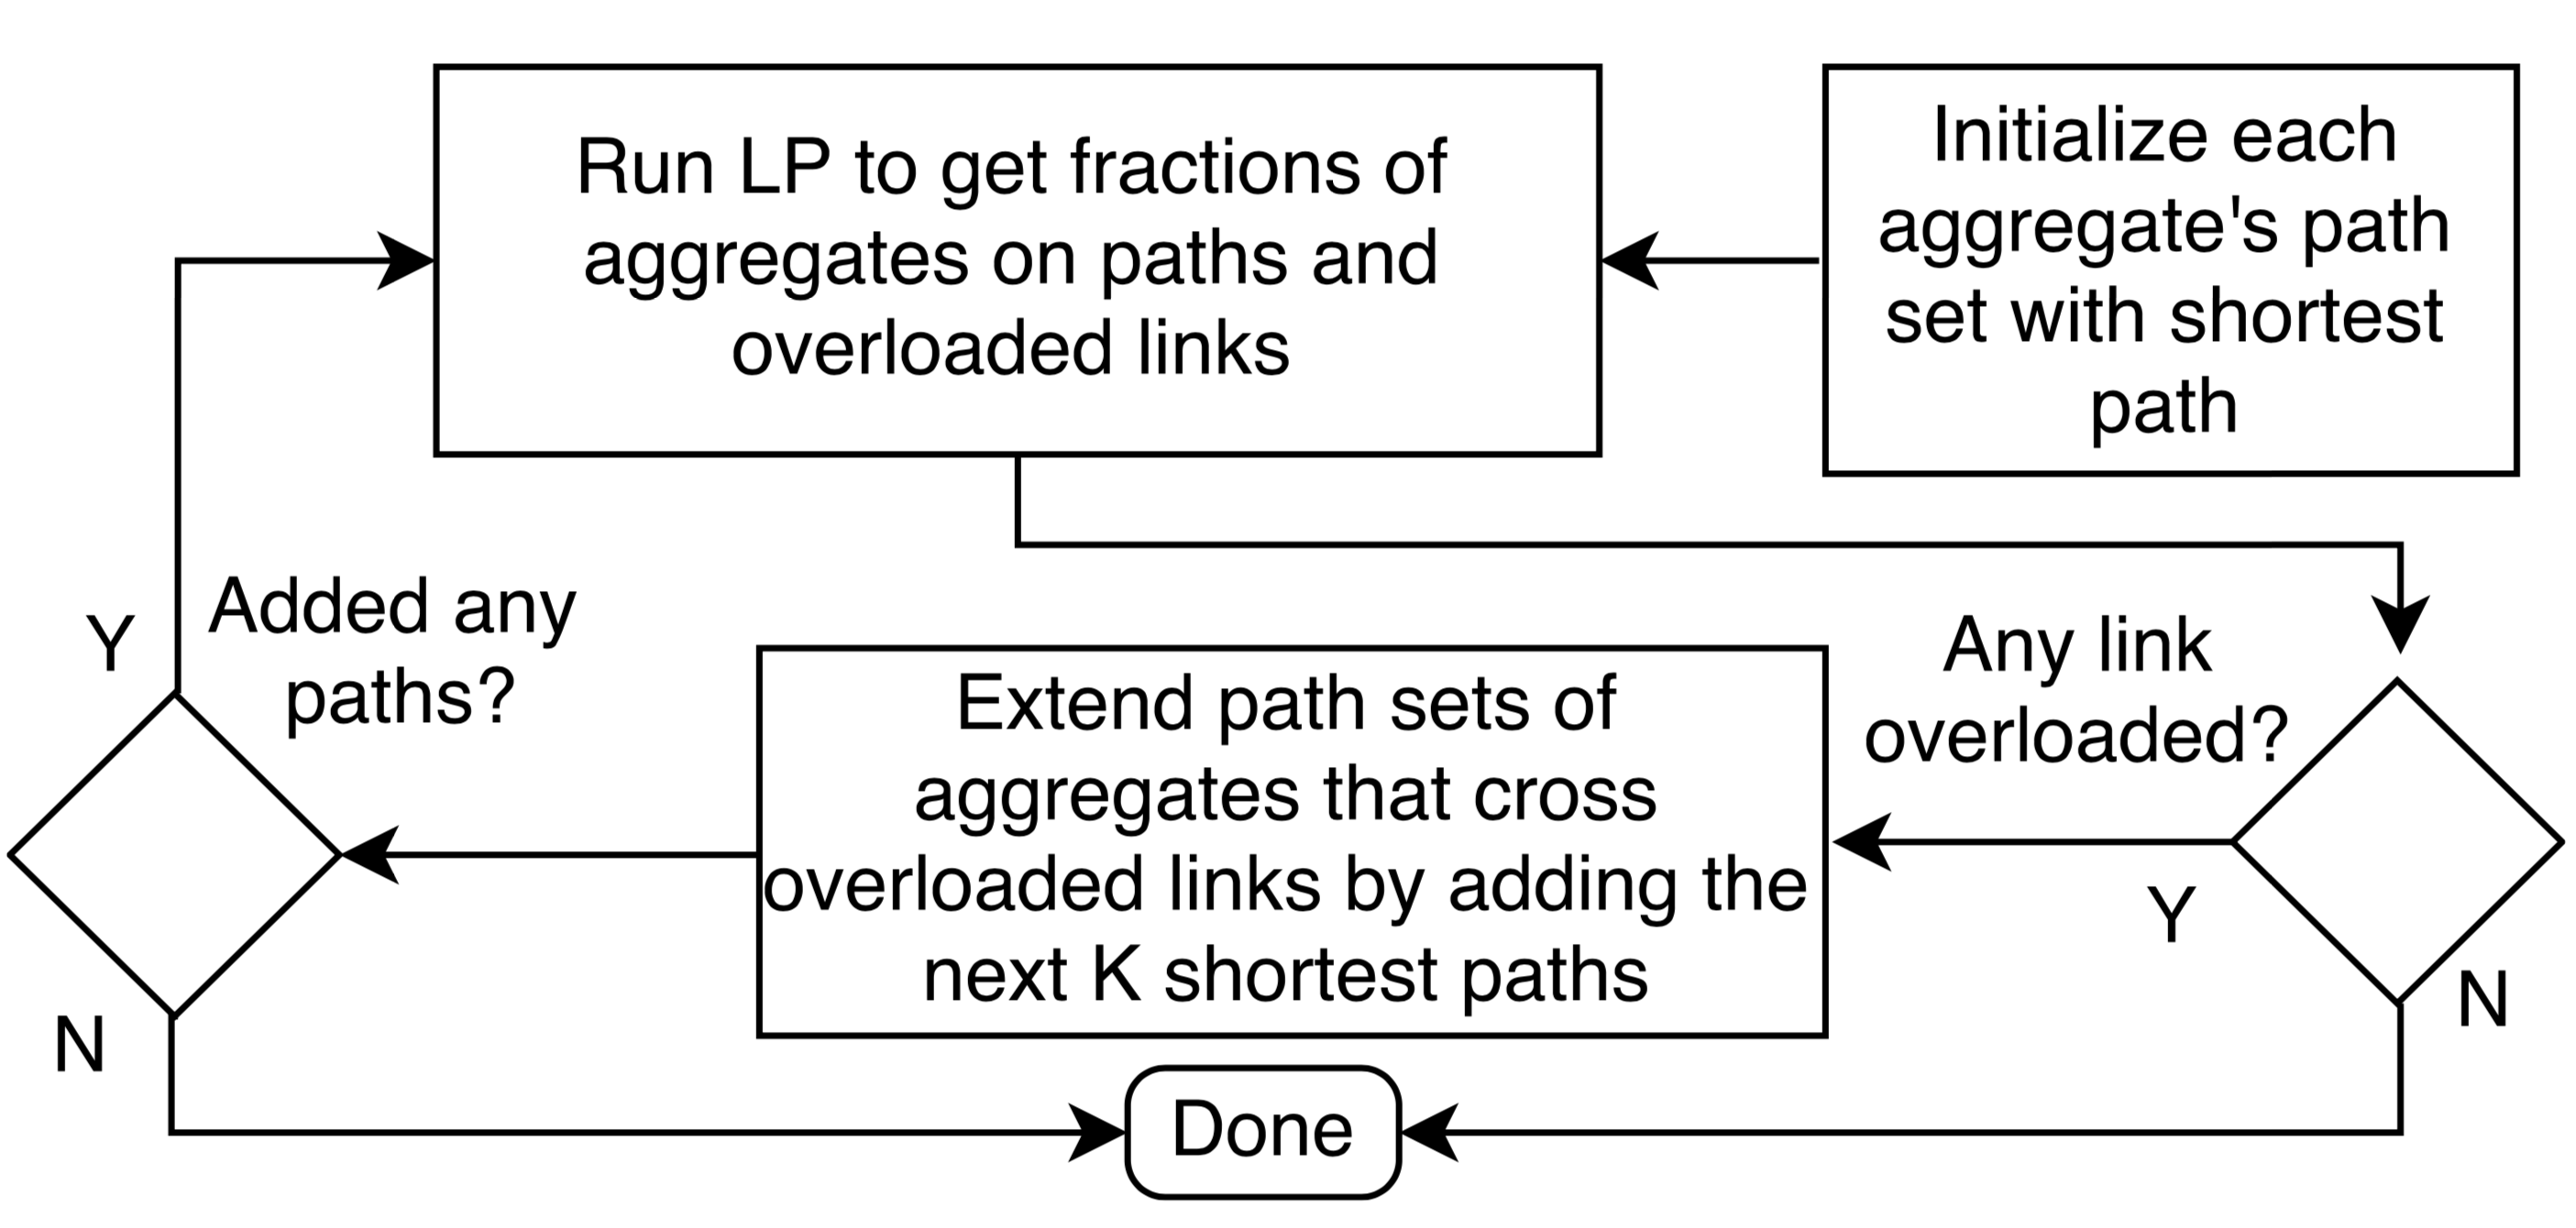 Run LP to get fractions of
aggregates on paths and
overloaded links
Initialize each
aggregate's path
set with shortest
path
Y
Added any
paths?
Extend path sets of
aggregates that cross
overloaded links by adding the
next K shortest paths
Any link
overloaded?
Y
N
N
Done